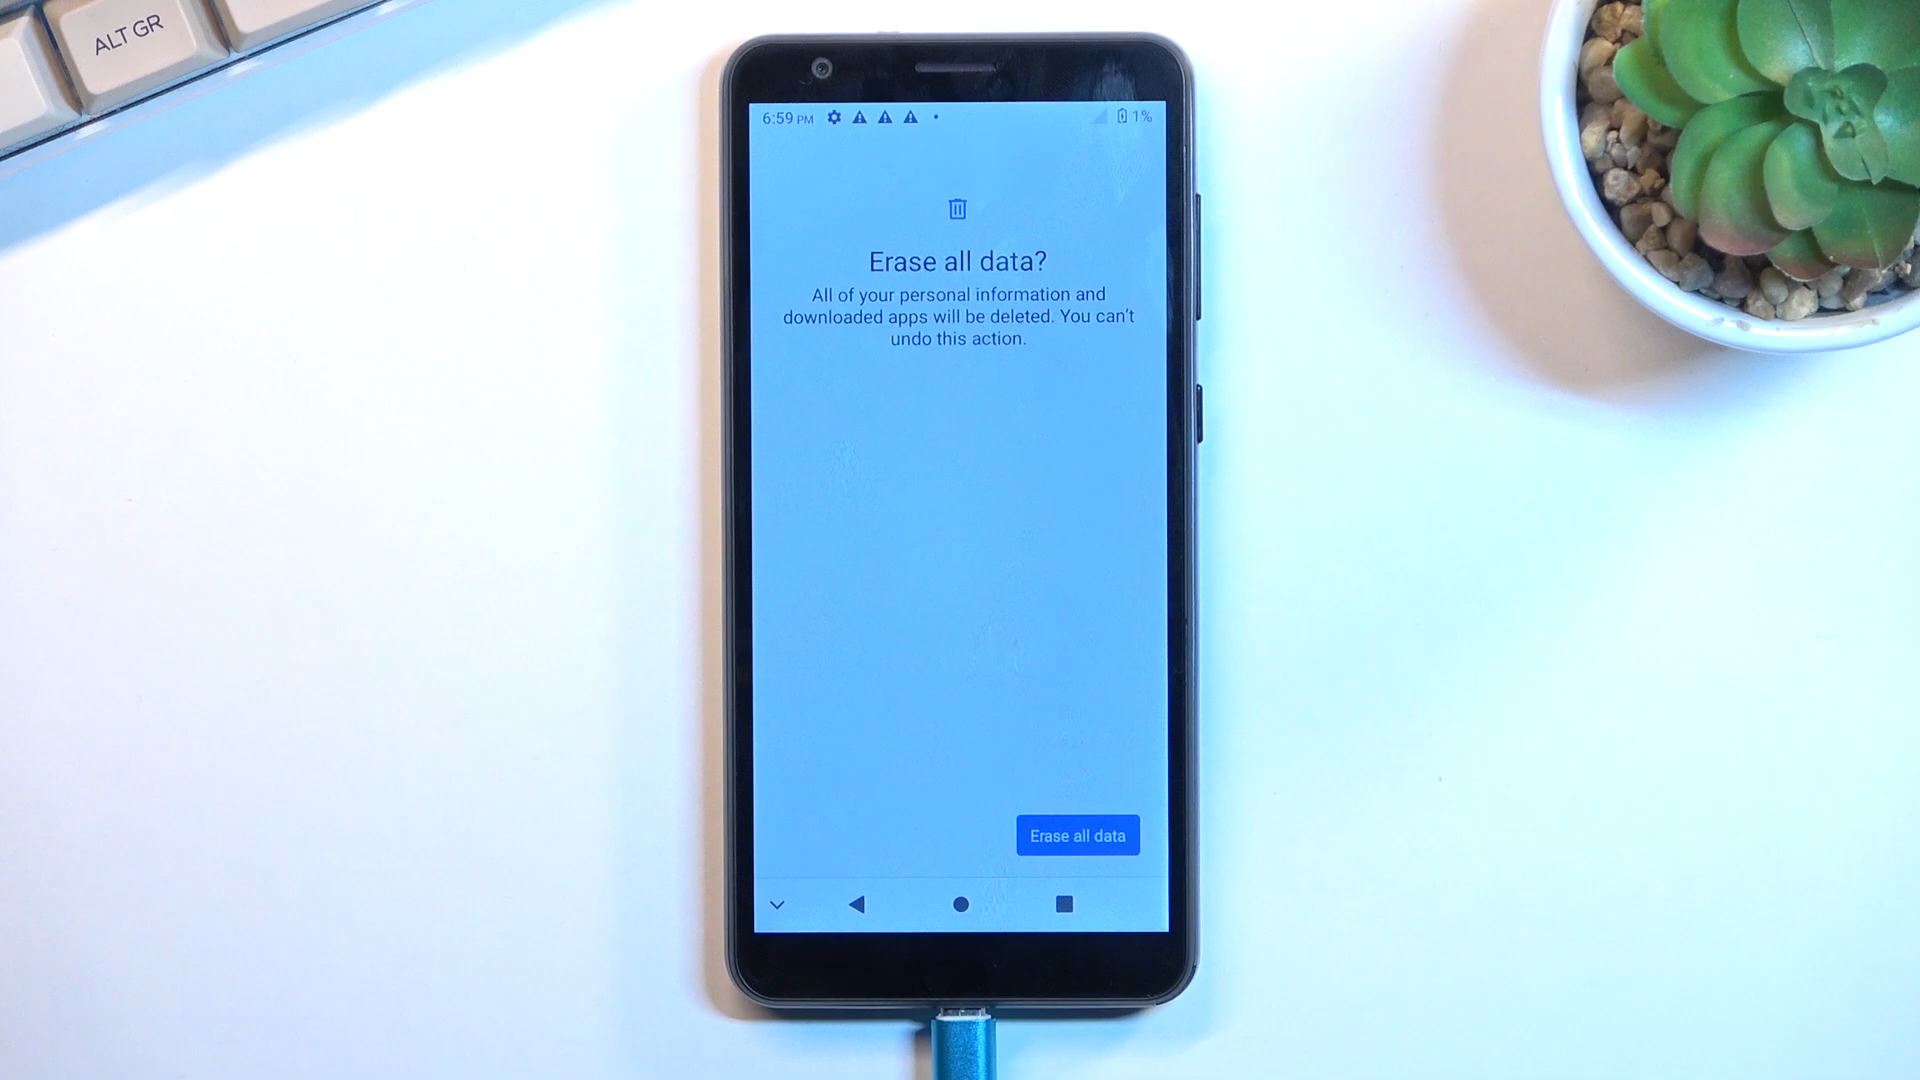 ALT GR
6:59 PM
1%
Erase all data?
All of your personal information and
downloaded apps will be deleted. You can't
undo this action.
Erase all data